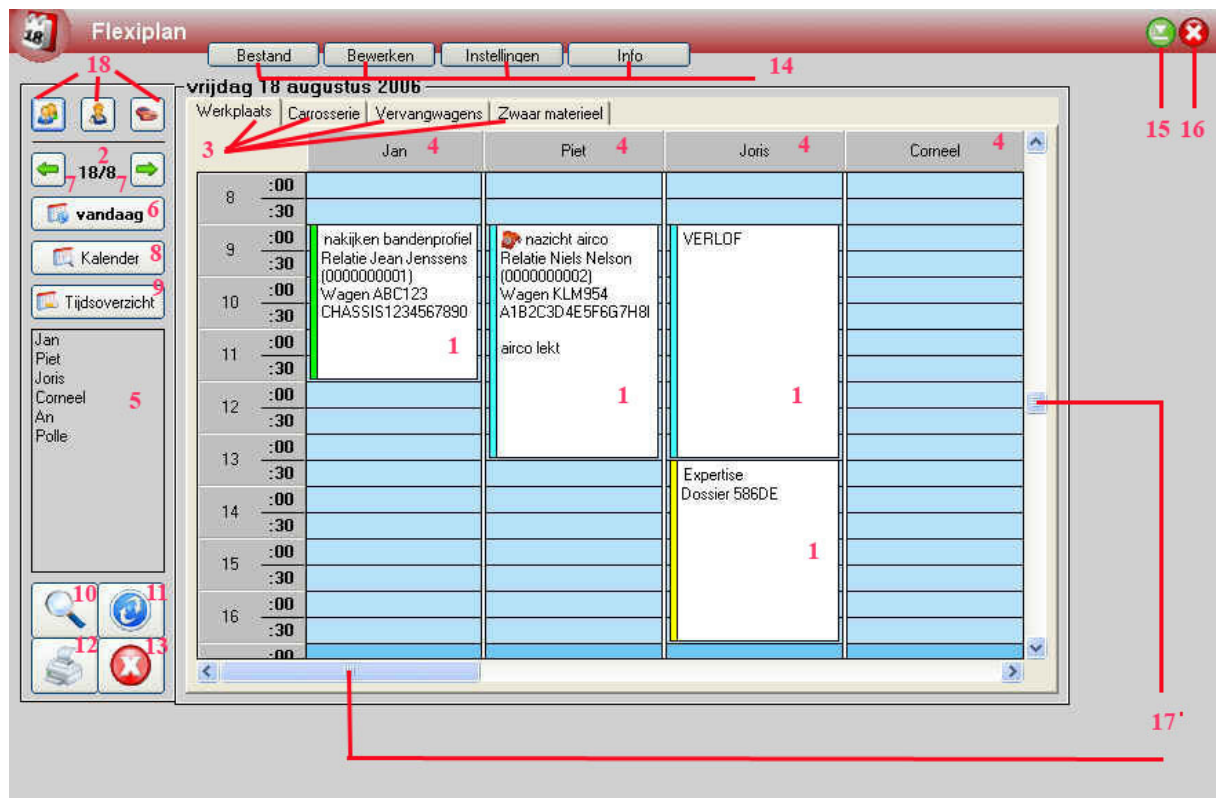 18
Flexiplan
Bestand
Bewerken
Instellingen
Info
14
15
16
18
vrijdag 18 augustus 2006
Werkplaats
Carrosserie
Vervangwagens
Zwaar materieel
3
Jan 4
Piet 4
Joris 4
Corneel 4
2
18/8
7
7
vandaag 6
Kalender 8
Tijdsoverzicht 9
Jan
Piet
Joris
Corneel
An
Polle
5
10
11
12
13
8 :00
:30
9 :00
:30
10 :00
:30
11 :00
:30
12 :00
:30
13 :00
:30
14 :00
:30
15 :00
:30
16 :00
:30
:00
nakijken bandenprofiel
Relatie Jean Jenssens
(0000000001)
Wagen ABC123
CHASSIS1234567890
1
nazicht airco
Relatie Niels Nelson
(0000000002)
Wagen KLM954
A1B2C3D4E5F6G7H8I
airco lekt
1
VERLOF
1
Expertise
Dossier 586DE
1
17